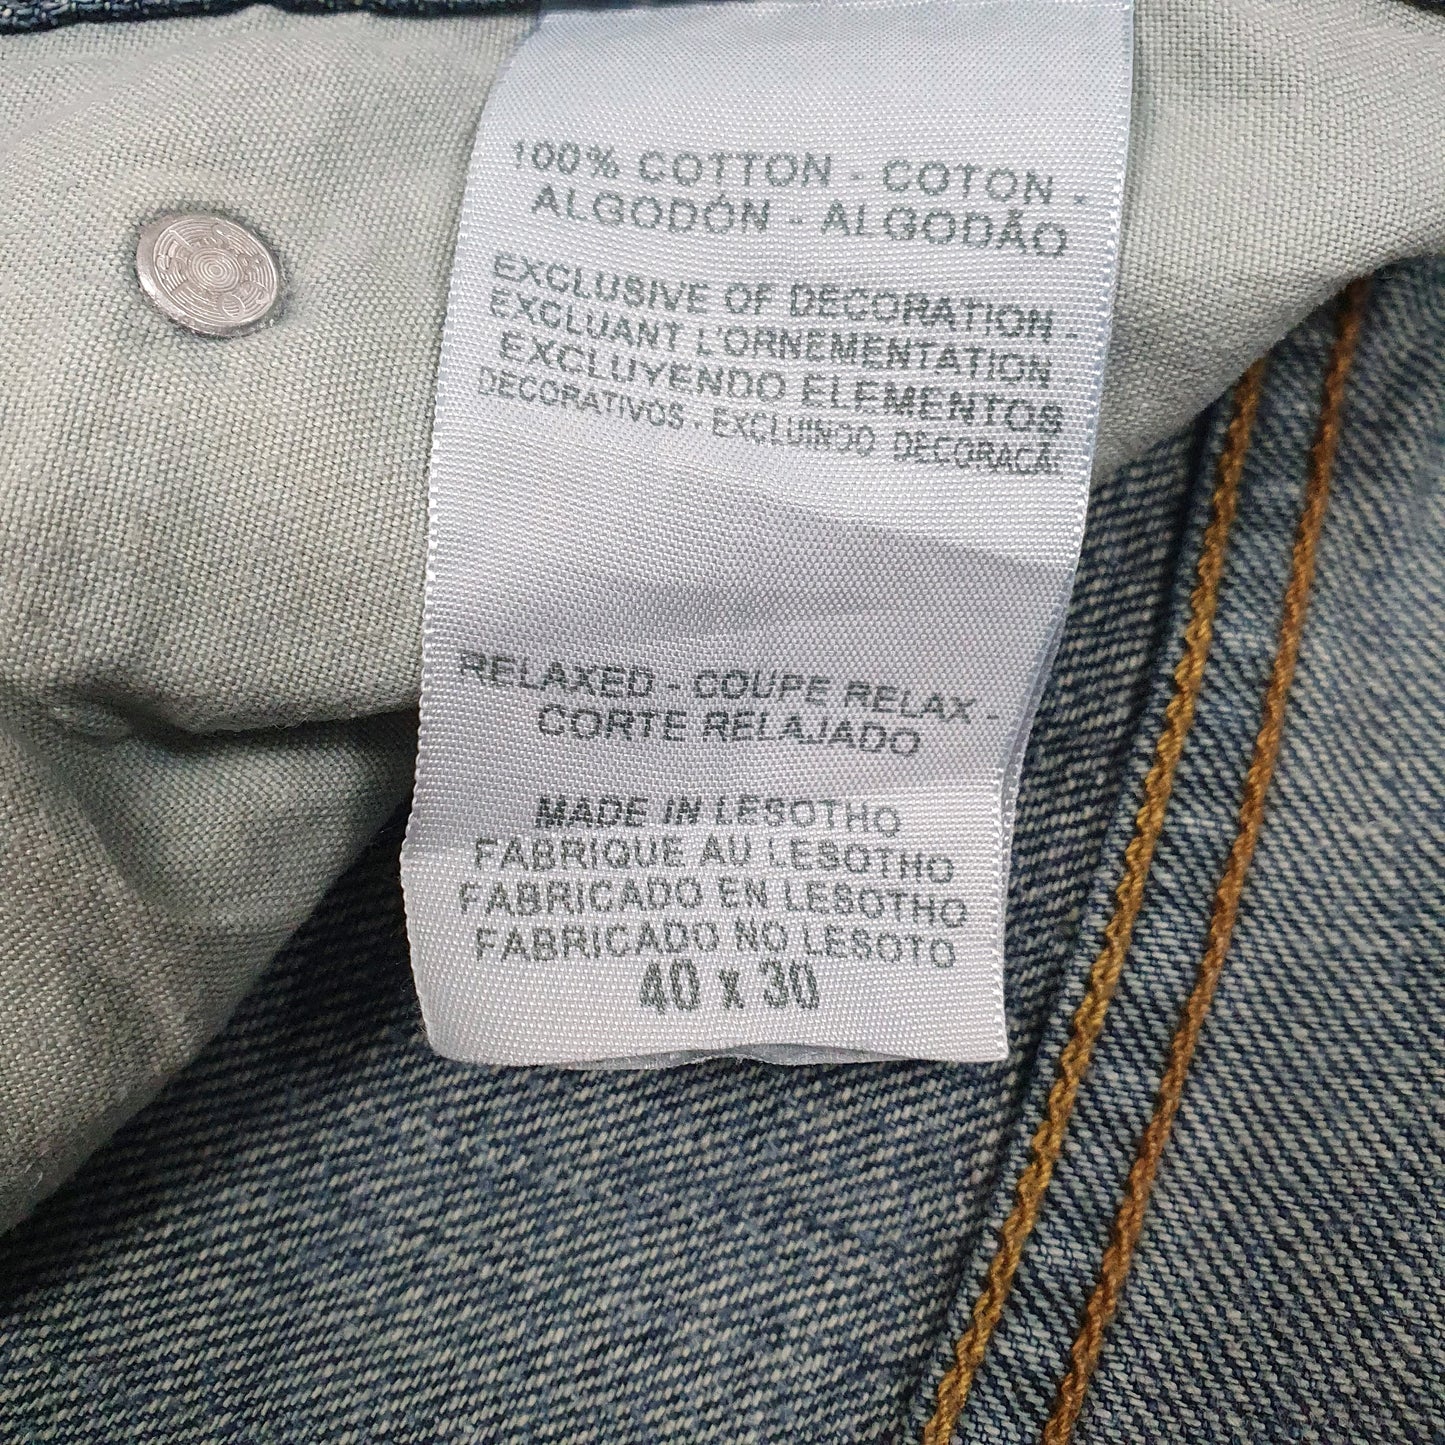 100% COTTON - COTON -
ALGODÓN - ALGODÃO
EXCLUSIVE OF DECORATION -
EXCLUANT L'ORNEMENTATION -
EXCLUYENDO ELEMENTOS
DECORATIVOS - EXCLUINDO DECORACÃ
RELAXED - COUPE RELAX -
CORTE RELAJADO
MADE IN LESOTHO
FABRIQUE AU LESOTHO
FABRICADO EN LESOTHO
FABRICADO NO LESOTO
40 x 30